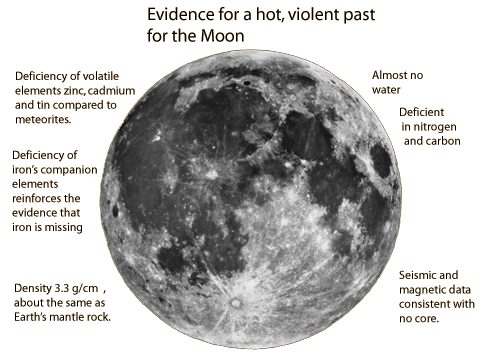 Evidence for a hot, violent past
for the Moon
Deficiency of volatile
elements zinc, cadmium
and tin compared to
meteorites.
Almost no
water
Deficient
in nitrogen
and carbon
Deficiency of
iron's companion
elements
reinforces the
evidence that
iron is missing
Density 3.3 g/cm ,
about the same as
Earth's mantle rock.
Seismic and
magnetic data
consistent with
no core.